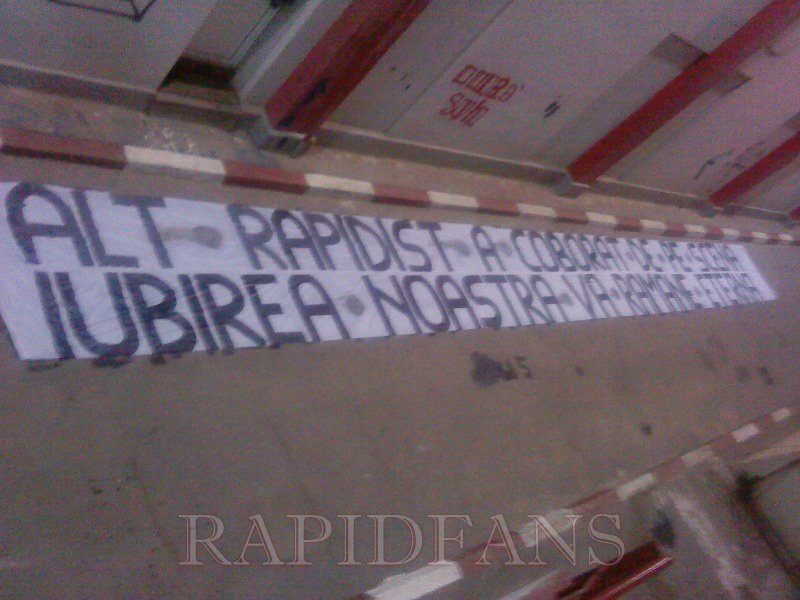 ALT RAPIDIST A COBORAT DE PE SCENA
IUBIREA NOASTRA VA RAMANE ETERNA
RAPIDFANS